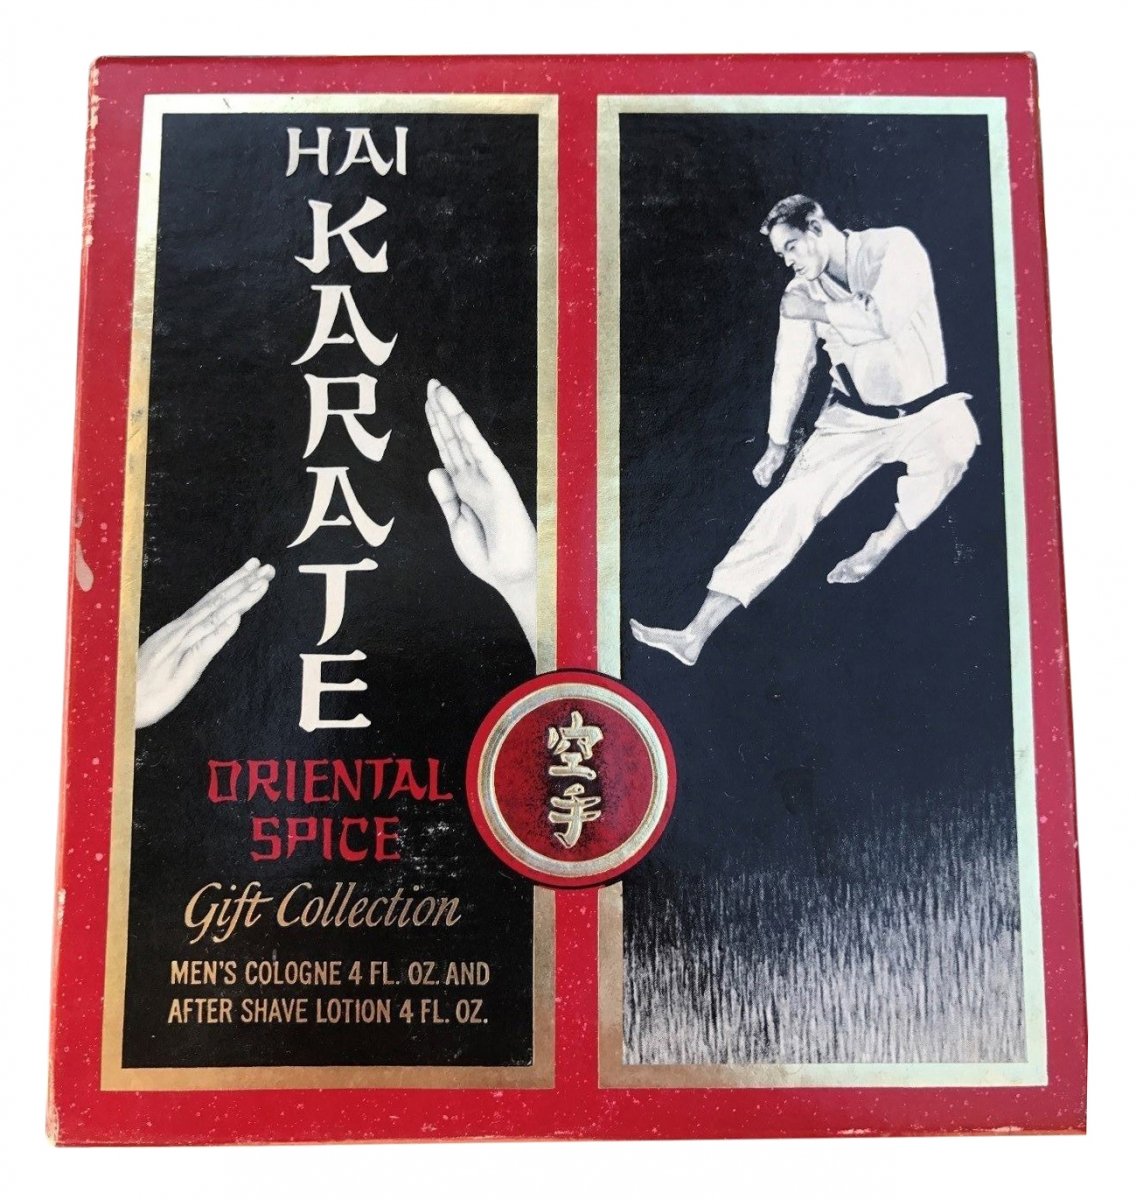 HAI
KARATE
ORIENTAL
SPICE
Gift Collection
MEN'S COLOGNE 4 FL. OZ. AND
AFTER SHAVE LOTION 4 FL. OZ.
空手